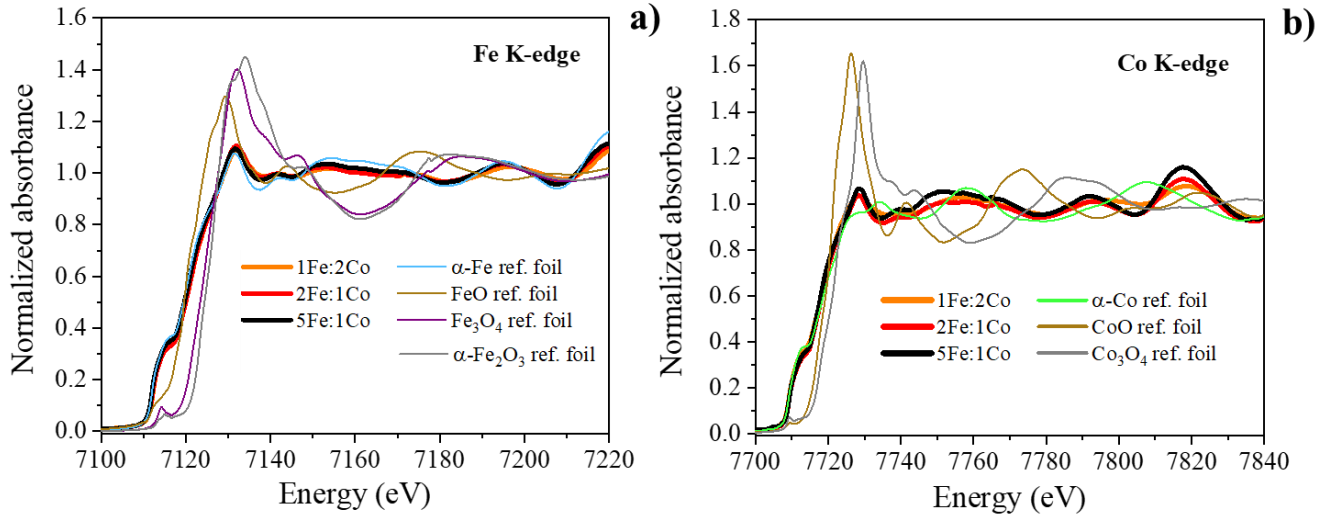 a)
Fe K-edge
Normalized absorbance
1.6
1.4
1.2
1.0
0.8
0.6
0.4
0.2
0.0
1Fe:2Co
2Fe:1Co
5Fe:1Co
α-Fe ref. foil
FeO ref. foil
Fe₃O₄ ref. foil
α-Fe₂O₃ ref. foil
7100 7120 7140 7160 7180 7200 7220
Energy (eV)
b)
Co K-edge
Normalized absorbance
1.8
1.6
1.4
1.2
1.0
0.8
0.6
0.4
0.2
0.0
1Fe:2Co
2Fe:1Co
5Fe:1Co
α-Co ref. foil
CoO ref. foil
Co₃O₄ ref. foil
7700 7720 7740 7760 7780 7800 7820 7840
Energy (eV)